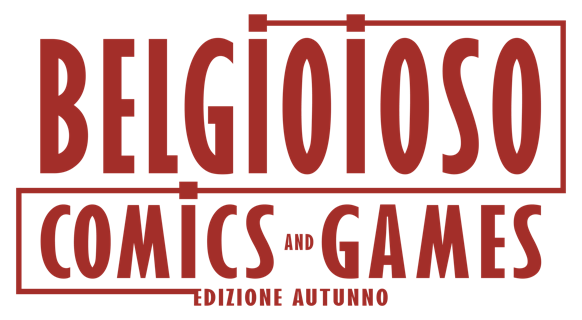 BELGIOIOSO
COMICS AND GAMES
EDIZIONE AUTUNNO